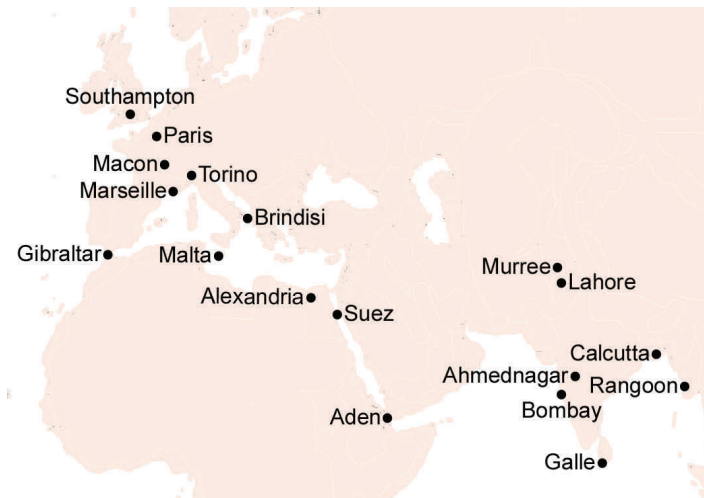 Southampton
Paris
Macon
Torino
Marseille
Brindisi
Gibraltar
Malta
Murree
Lahore
Alexandria
Suez
Calcutta
Ahmednagar
Rangoon
Bombay
Aden
Galle